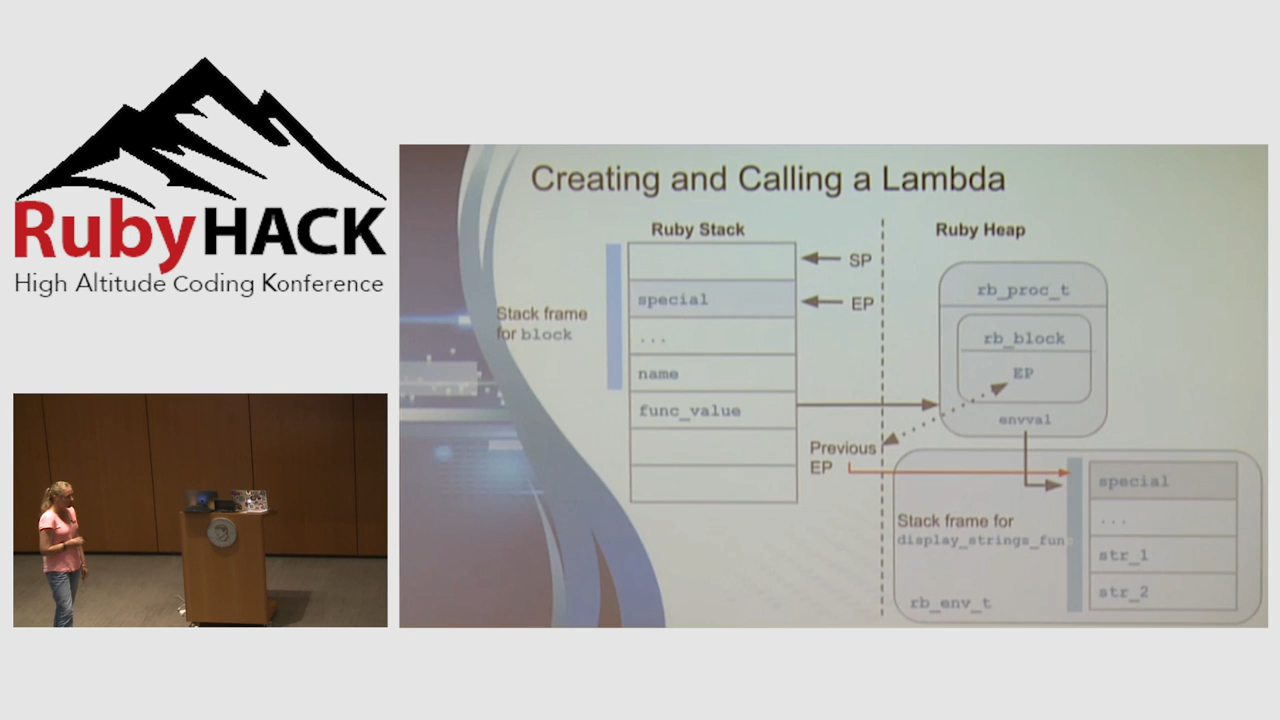 RubyHACK
High Altitude Coding Konference
Creating and Calling a Lambda
Ruby Stack
Ruby Heap
SP
special
EP
Stack frame
for block
...
name
func_value
rb_proc_t
rb_block
EP
envval
Previous
EP
special
Stack frame for
display_strings_func
...
str_1
str_2
rb_env_t